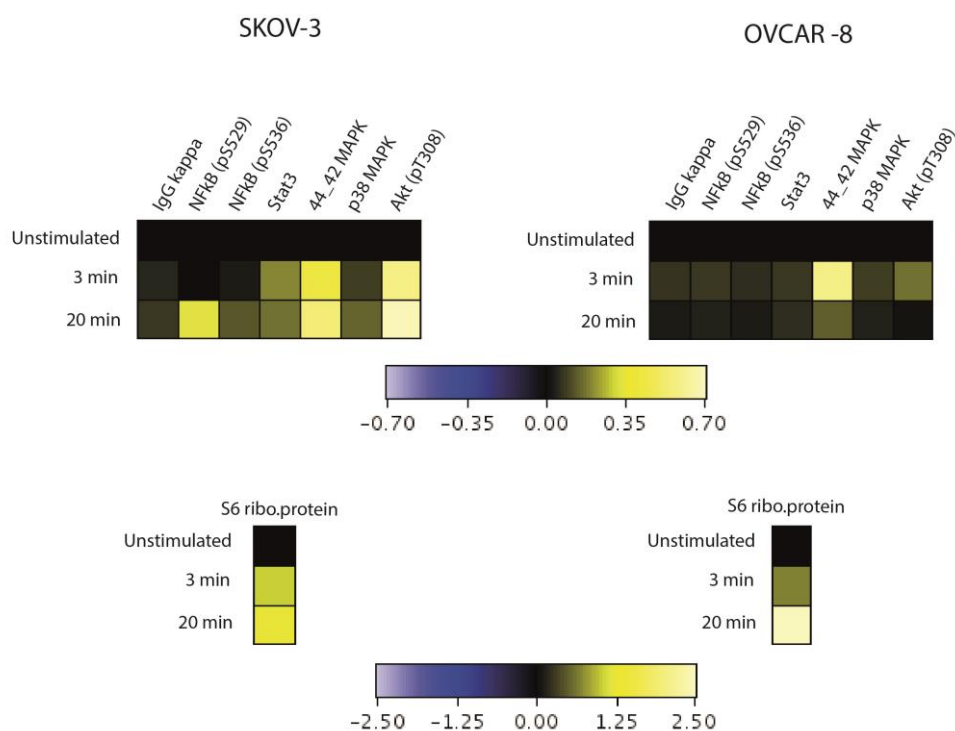 SKOV-3
OVCAR -8
IgG kappa
NFkB (pS529)
NFkB (pS536)
Stat3
44_42 MAPK
p38 MAPK
Akt (pT308)
IgG kappa
NFkB (pS529)
NFkB (pS536)
Stat3
44_42 MAPK
p38 MAPK
Akt (pT308)
Unstimulated
3 min
20 min
Unstimulated
3 min
20 min
−0.70 −0.35 0.00 0.35 0.70
S6 ribo.protein
Unstimulated
3 min
20 min
S6 ribo.protein
Unstimulated
3 min
20 min
−2.50 −1.25 0.00 1.25 2.50